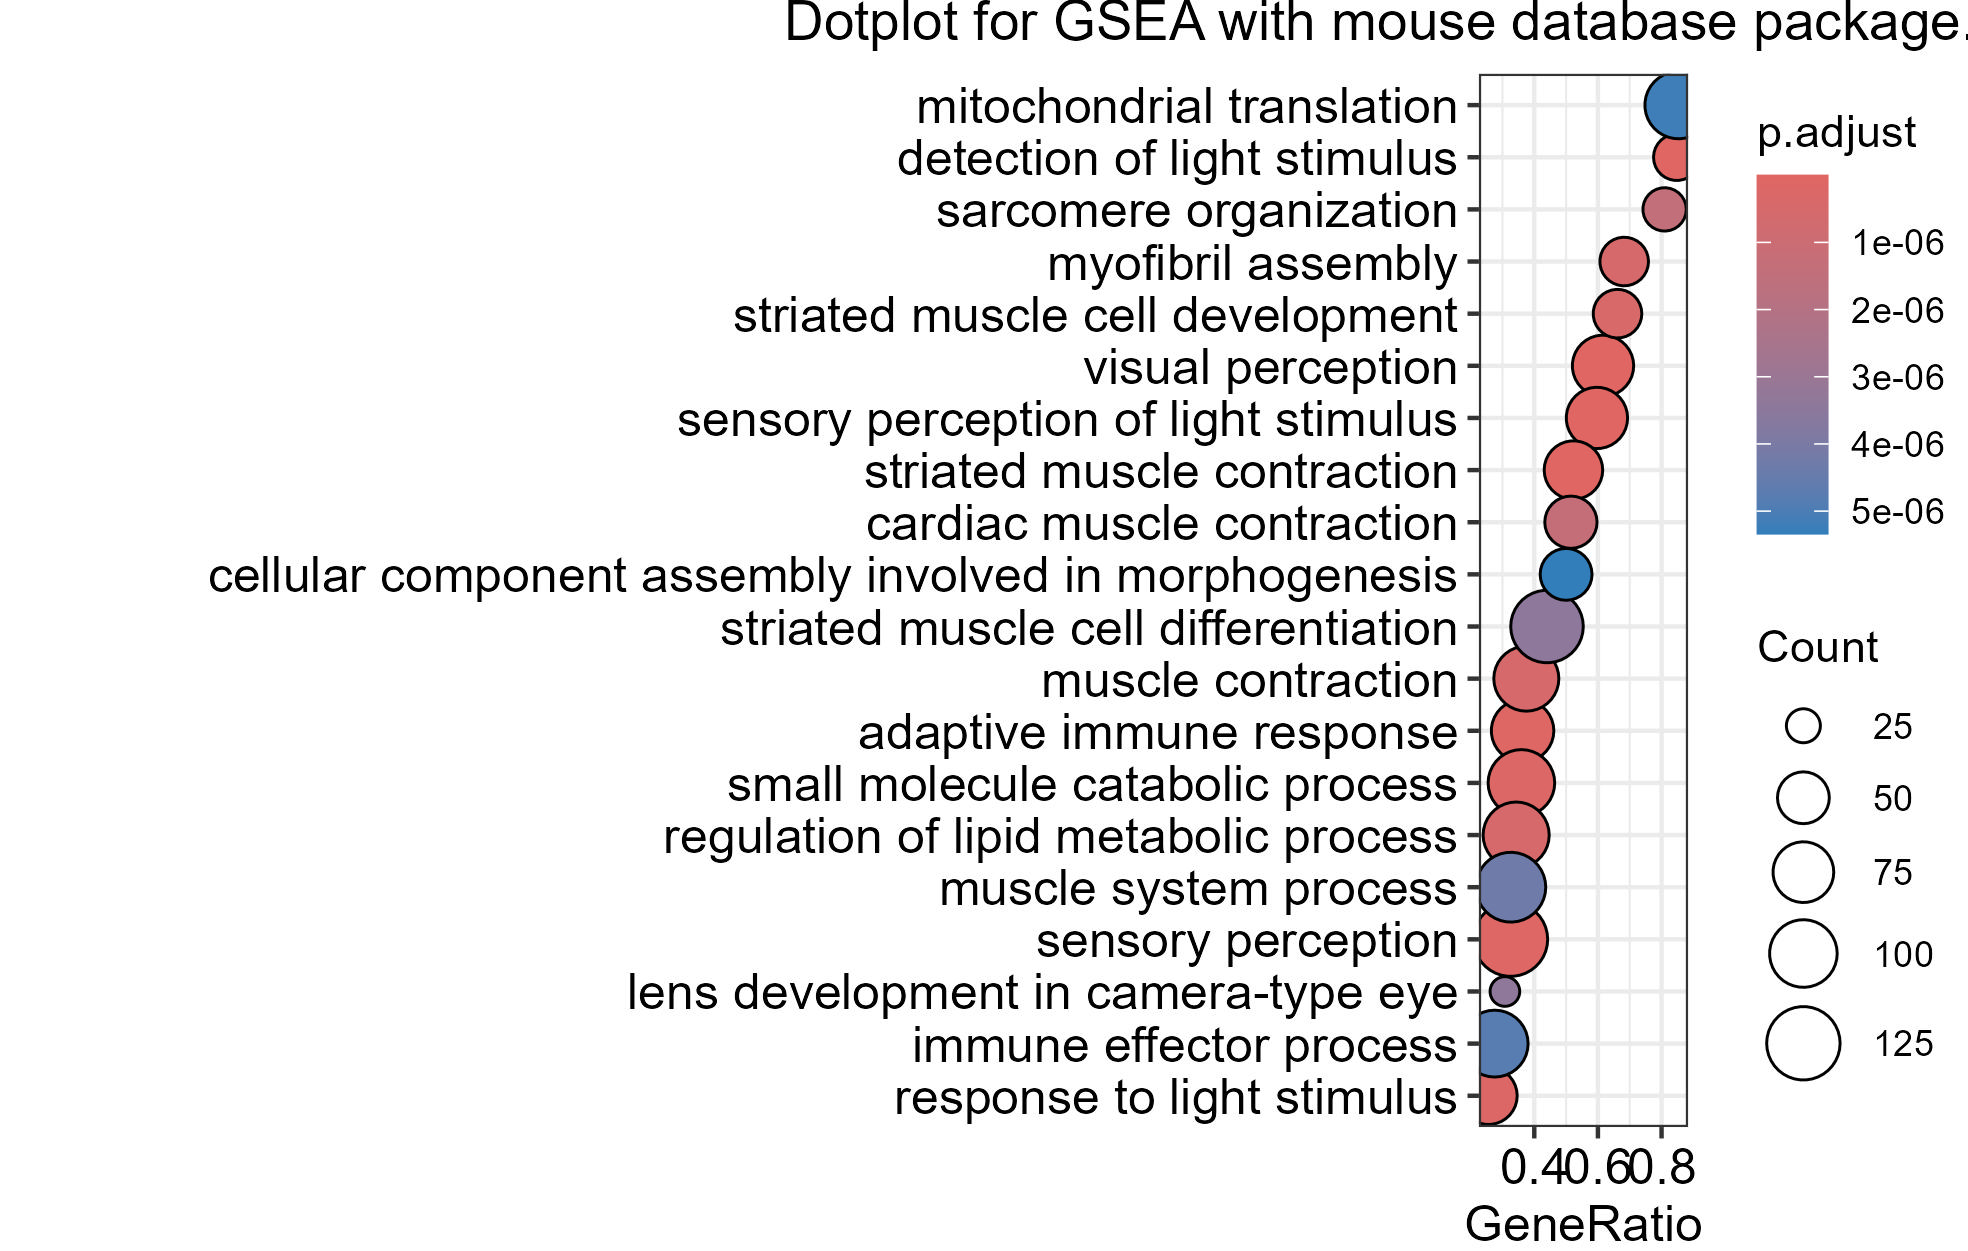 Dotplot for GSEA with mouse database package.
mitochondrial translation
detection of light stimulus
sarcomere organization
myofibril assembly
striated muscle cell development
visual perception
sensory perception of light stimulus
striated muscle contraction
cardiac muscle contraction
cellular component assembly involved in morphogenesis
striated muscle cell differentiation
muscle contraction
adaptive immune response
small molecule catabolic process
regulation of lipid metabolic process
muscle system process
sensory perception
lens development in camera-type eye
immune effector process
response to light stimulus
0.4 0.6 0.8
GeneRatio
p.adjust
1e-06
2e-06
3e-06
4e-06
5e-06
Count
25
50
75
100
125